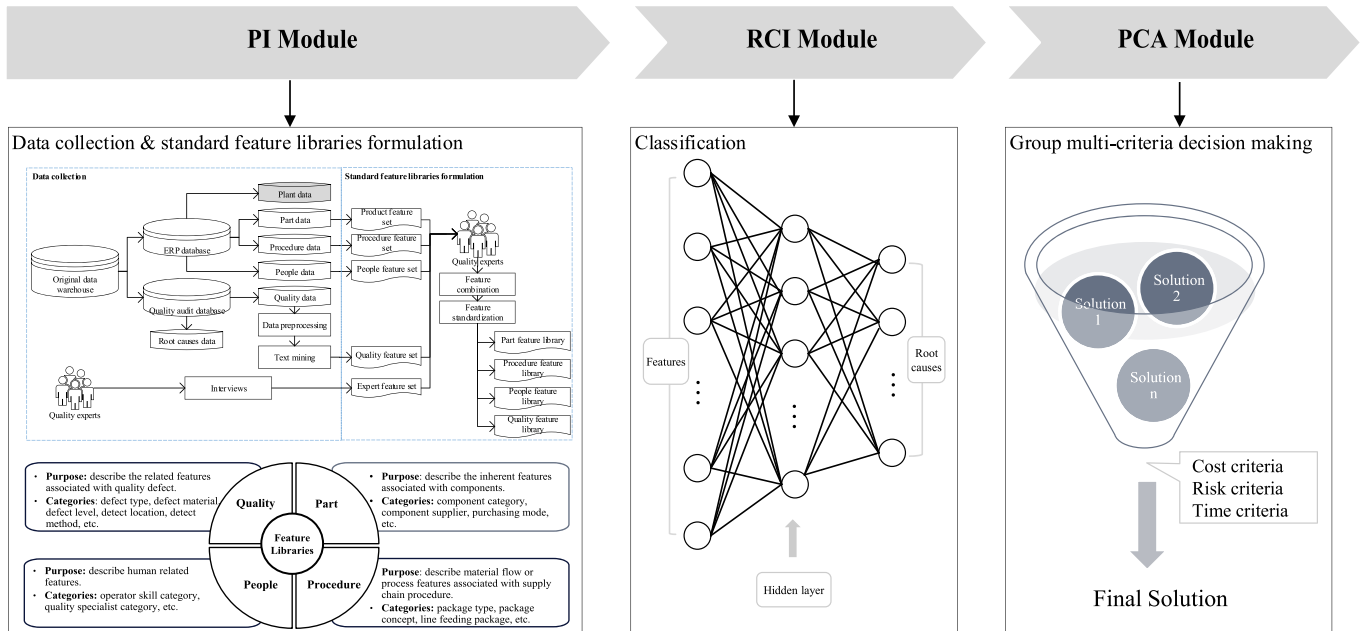 PI Module
RCI Module
PCA Module
Data collection & standard feature libraries formulation
Data collection
Standard feature libraries formulation
Original data
warehouse
ERP database
Quality audit database
Root causes data
Plant data
Part data
Procedure data
People data
Quality data
Data preprocessing
Text mining
Quality experts
Interviews
Product feature
set
Procedure feature
set
People feature set
Quality feature set
Expert feature set
Quality experts
Feature
combination
Feature
standardization
Part feature library
Procedure feature
library
People feature
library
Quality feature
library
• Purpose: describe the related features
associated with quality defect.
• Categories: defect type, defect material
defect level, detect location, detect
method, etc.
• Purpose: describe the inherent features
associated with components.
• Categories: component category,
component supplier, purchasing mode,
etc.
Quality
Part
Feature
Libraries
People
Procedure
• Purpose: describe human related
features.
• Categories: operator skill category,
quality specialist category, etc.
Purpose: describe material flow or
process features associated with supply
chain procedure.
• Categories: package type, package
concept, line feeding package, etc.
Classification
Features
Root
causes
Hidden layer
Group multi-criteria decision making
Solution
1
Solution
2
Solution
n
Cost criteria
Risk criteria
Time criteria
Final Solution